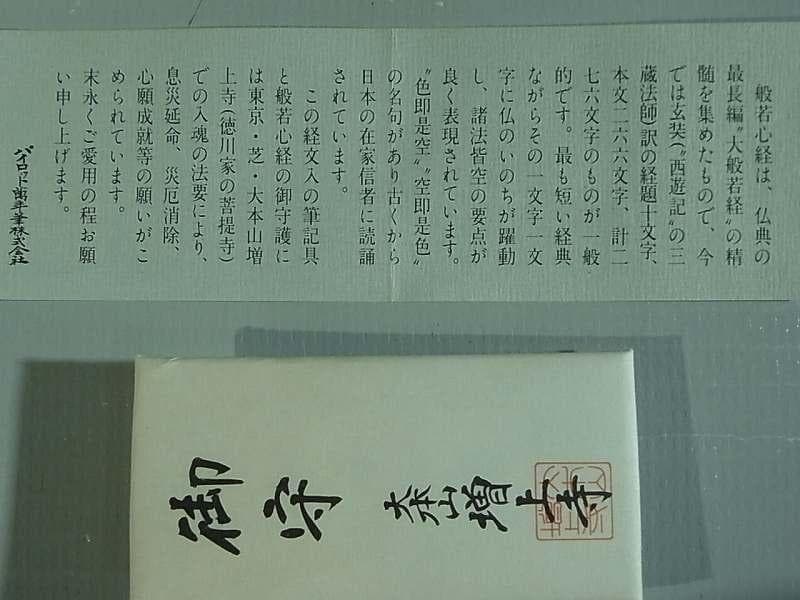 般若心経は、仏典の
最長編〝大般若経〟の精
髄を集めたもので、今
では玄奘(〝西遊記〟の三
蔵法師)訳の経題十文字、
本文二六六文字、計二
七六文字のものが一般
的です。最も短い経典
ながらその一文字一文
字に仏のいのちが躍動
し、諸法皆空の要点が
良く表現されています。
〝色即是空〟〝空即是色〟
の名句があり古くから
日本の在家信者に読誦
されています。
この経文入の筆記具
と般若心経の御守護に
は東京・芝・大本山増
上寺(徳川家の菩提寺)
での入魂の法要により、
息災延命、災厄消除、
心願成就等の願いがこ
められています。
末永くご愛用の程お願
い申し上げます。
パイロット萬年筆株式会社
御守
大本山増上寺